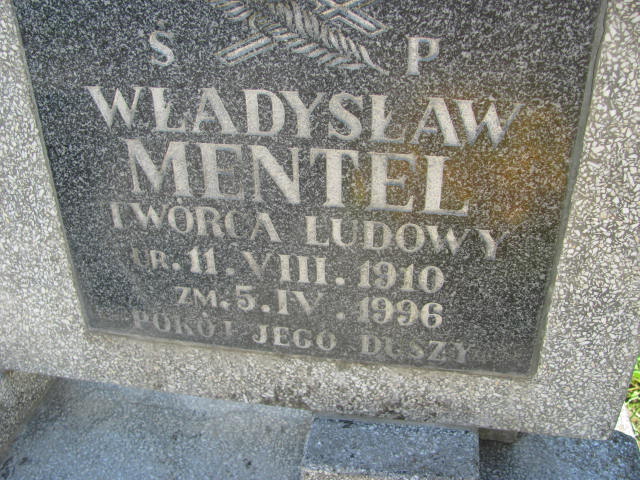 Ś P
WŁADYSŁAW
MENTEL
TWÓRCA LUDOWY
UR. 11. VIII. 1910
ZM. 5. IV. 1996
POKÓJ JEGO DUSZY